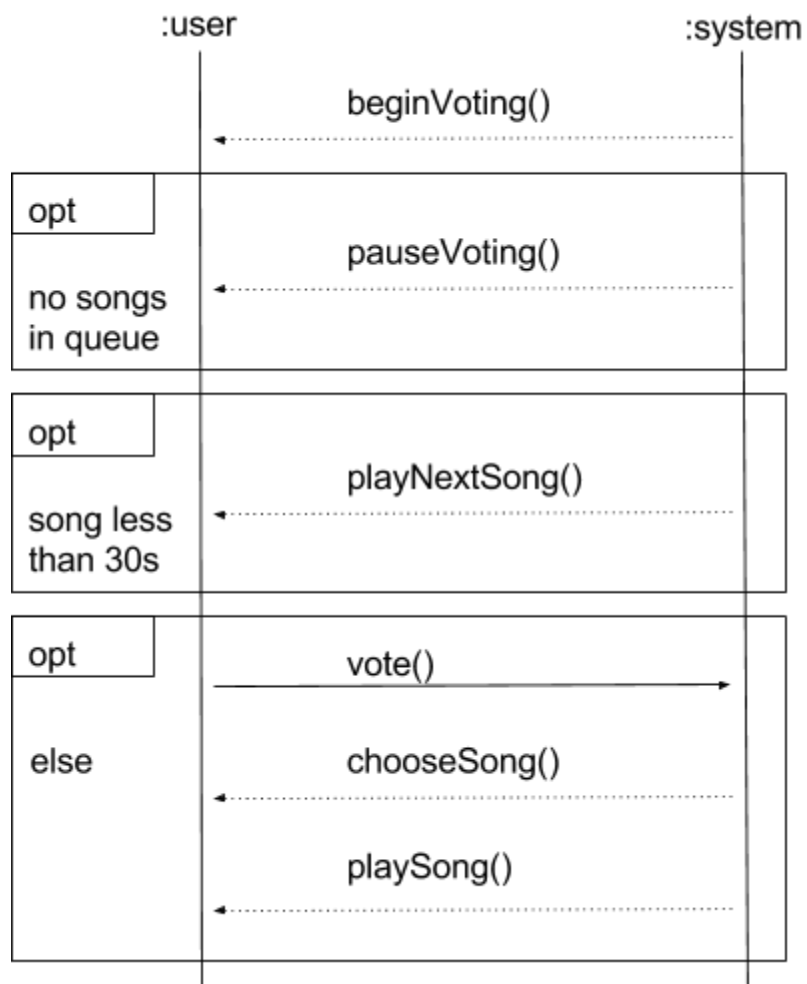 :user
:system
beginVoting()
opt
pauseVoting()
no songs
in queue
opt
playNextSong()
song less
than 30s
opt
vote()
else
chooseSong()
playSong()